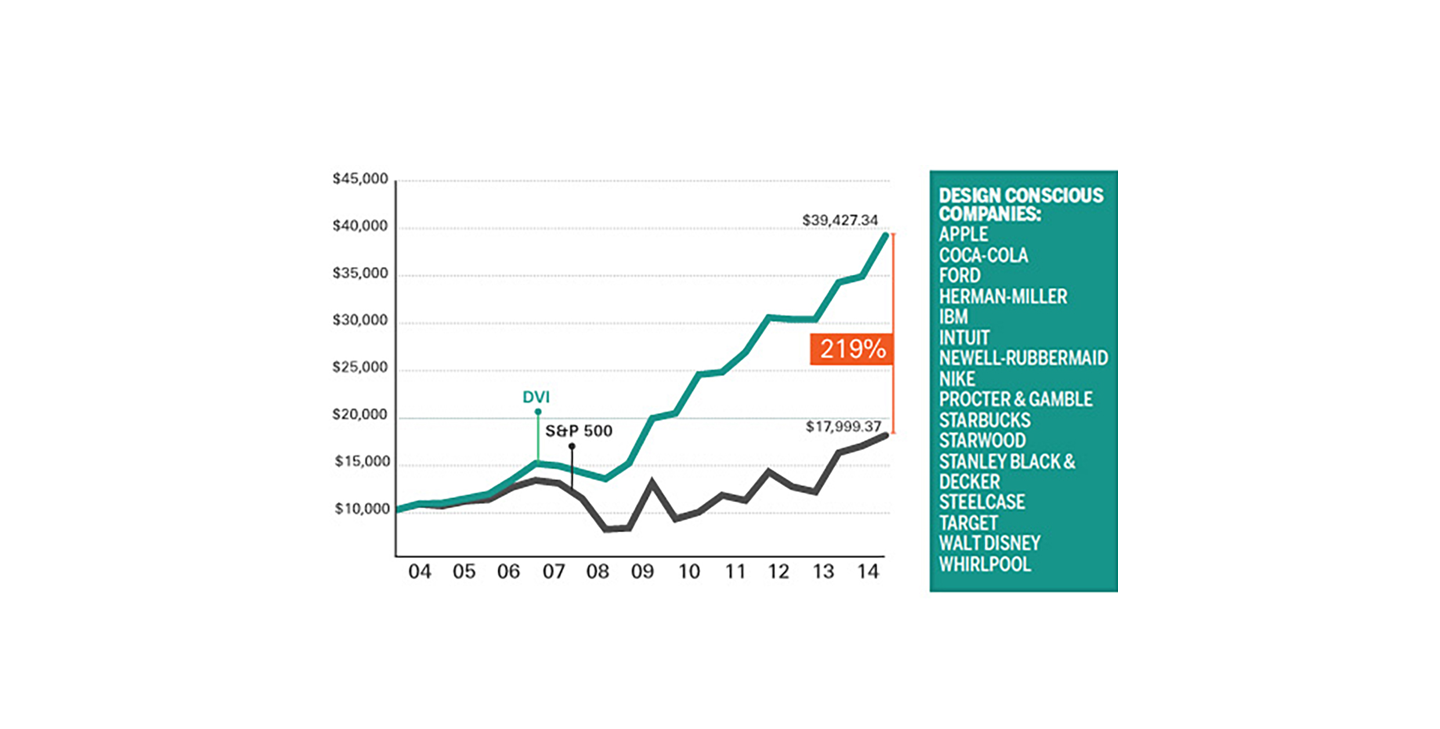 $45,000
$40,000
$35,000
$30,000
$25,000
$20,000
$15,000
$10,000
$39,427.34
219%
DVI
S&P 500
$17,999.37
04 05 06 07 08 09 10 11 12 13 14
DESIGN CONSCIOUS
COMPANIES:
APPLE
COCA-COLA
FORD
HERMAN-MILLER
IBM
INTUIT
NEWELL-RUBBERMAID
NIKE
PROCTER & GAMBLE
STARBUCKS
STARWOOD
STANLEY BLACK &
DECKER
STEELCASE
TARGET
WALT DISNEY
WHIRLPOOL